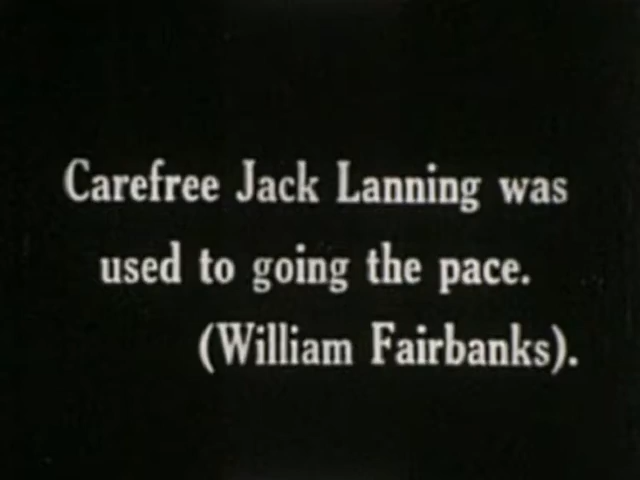 Carefree Jack Lanning was
used to going the pace.
(William Fairbanks).